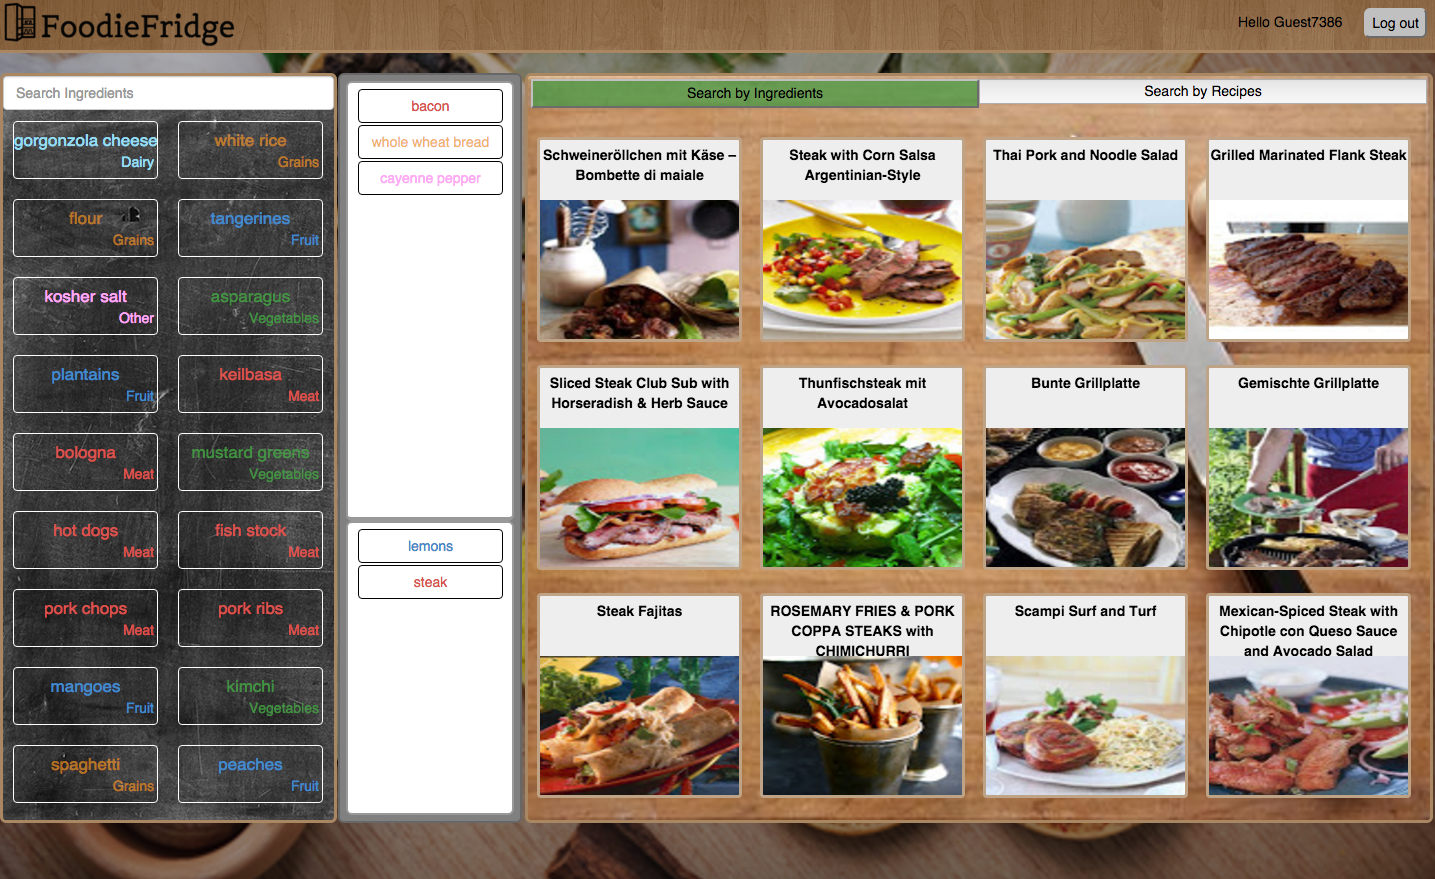 FoodieFridge
Hello Guest7386
Log out
Search Ingredients
gorgonzola cheese
Dairy
white rice
Grains
flour
Grains
tangerines
Fruit
kosher salt
Other
asparagus
Vegetables
plantains
Fruit
keilbasa
Meat
bologna
Meat
mustard greens
Vegetables
hot dogs
Meat
fish stock
Meat
pork chops
Meat
pork ribs
Meat
mangoes
Fruit
kimchi
Vegetables
spaghetti
Grains
peaches
Fruit
bacon
whole wheat bread
cayenne pepper
lemons
steak
Search by Ingredients
Search by Recipes
Schweineröllchen mit Käse –
Bombette di maiale
Steak with Corn Salsa
Argentinian-Style
Thai Pork and Noodle Salad
Grilled Marinated Flank Steak
Sliced Steak Club Sub with
Horseradish & Herb Sauce
Thunfischsteak mit
Avocadosalat
Bunte Grillplatte
Gemischte Grillplatte
Steak Fajitas
ROSEMARY FRIES & PORK
COPPA STEAKS with
CHIMICHURRI
Scampi Surf and Turf
Mexican-Spiced Steak with
Chipotle con Queso Sauce
and Avocado Salad